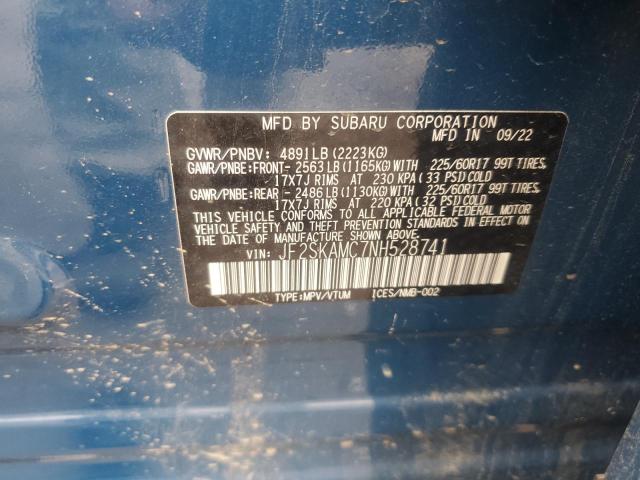 MFD BY SUBARU CORPORATION
MFD IN 09/22
GVWR/PNBV: 4891LB (2223KG)
GAWR/PNBE:FRONT- 2563LB (1165KG)WITH 225/60R17 99T TIRES,
17X7J RIMS AT 230 KPA (33 PSI)COLD
GAWR/PNBE:REAR - 2486LB (1130KG)WITH 225/60R17 99T TIRES,
17X7J RIMS AT 220 KPA (32 PSI)COLD
THIS VEHICLE CONFORMS TO ALL APPLICABLE FEDERAL MOTOR
VEHICLE SAFETY AND THEFT PREVENTION STANDARDS IN EFFECT ON
THE DATE OF MANUFACTURE SHOWN ABOVE.
VIN: JF2SKAMC7NH528741
TYPE:MPV/VTUM ICES/NMB-002